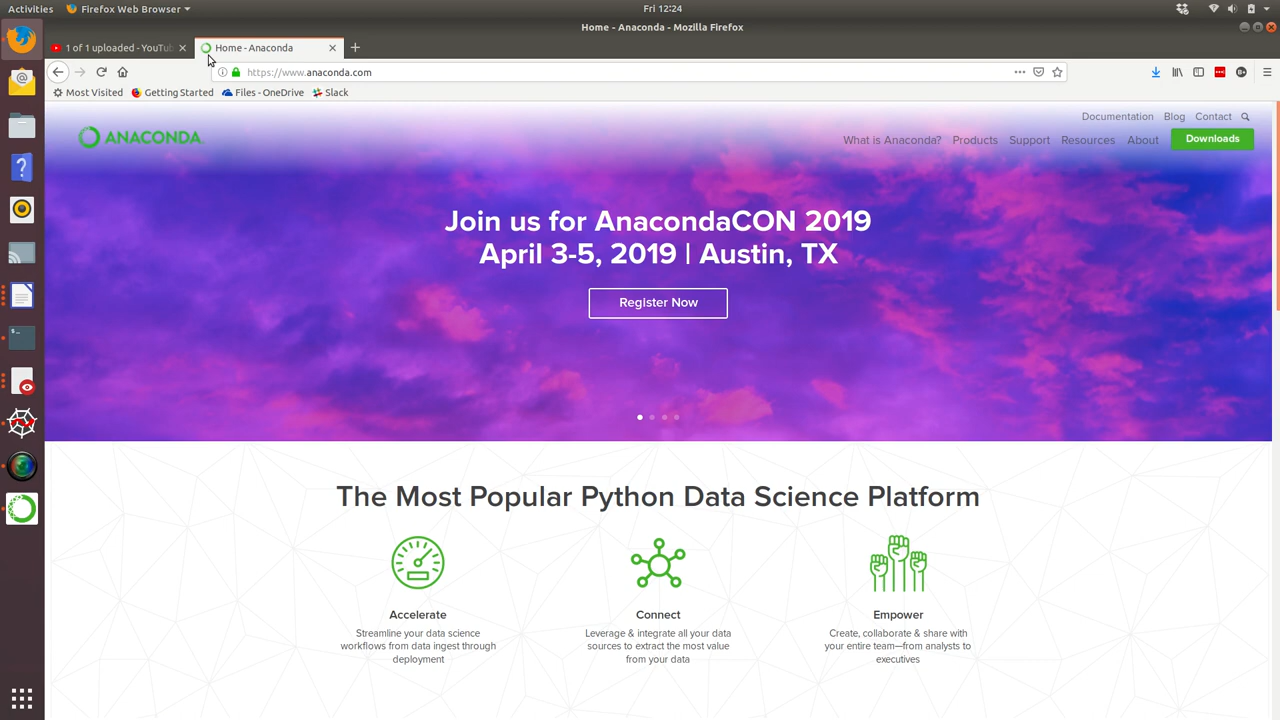 Activities
Firefox Web Browser
Fri 12:24
Home - Anaconda - Mozilla Firefox
1 of 1 uploaded - YouTu
Home - Anaconda
https://www.anaconda.com
Most Visited
Getting Started
Files - OneDrive
Slack
Documentation Blog Contact
ANACONDA
What is Anaconda? Products Support Resources About Downloads
Join us for AnacondaCON 2019
April 3-5, 2019 | Austin, TX
Register Now
The Most Popular Python Data Science Platform
Accelerate
Streamline your data science
workflows from data ingest through
deployment
Connect
Leverage & integrate all your data
sources to extract the most value
from your data
Empower
Create, collaborate & share with
your entire team—from analysts to
executives